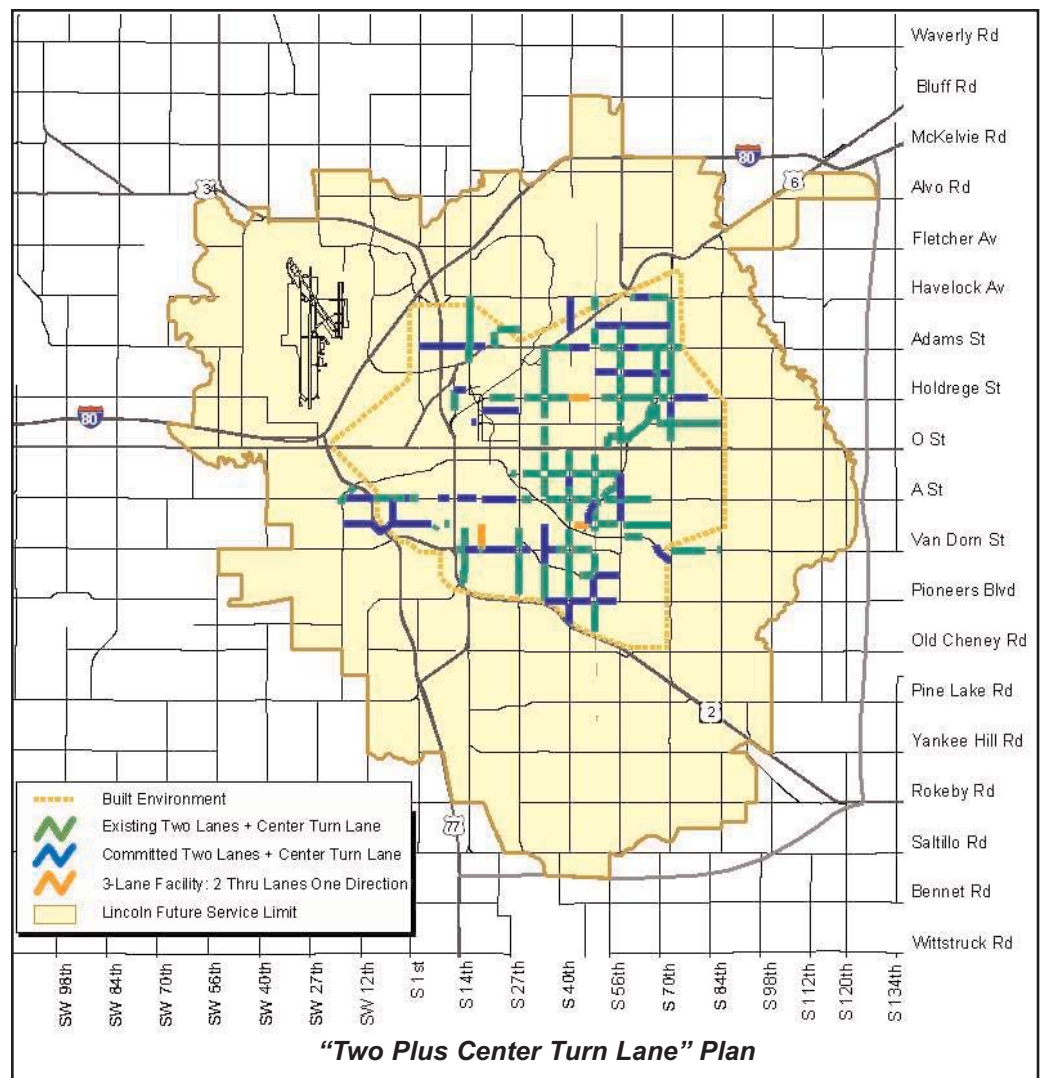 Waverly Rd
Bluff Rd
McKelvie Rd
80
6
34
Alvo Rd
Fletcher Av
Havelock Av
Adams St
Holdrege St
80
O St
A St
Van Dorn St
Pioneers Blvd
Old Cheney Rd
Pine Lake Rd
2
Yankee Hill Rd
Rokeby Rd
77
Saltillo Rd
Bennet Rd
Wittstruck Rd
Built Environment
Existing Two Lanes + Center Turn Lane
Committed Two Lanes + Center Turn Lane
3-Lane Facility: 2 Thru Lanes One Direction
Lincoln Future Service Limit
SW 98th
SW 84th
SW 70th
SW 56th
SW 40th
SW 27th
SW 12th
S 1st
S 14th
S 27th
S 40th
S 56th
S 70th
S 84th
S 98th
S 112th
S 120th
S 134th
“Two Plus Center Turn Lane” Plan